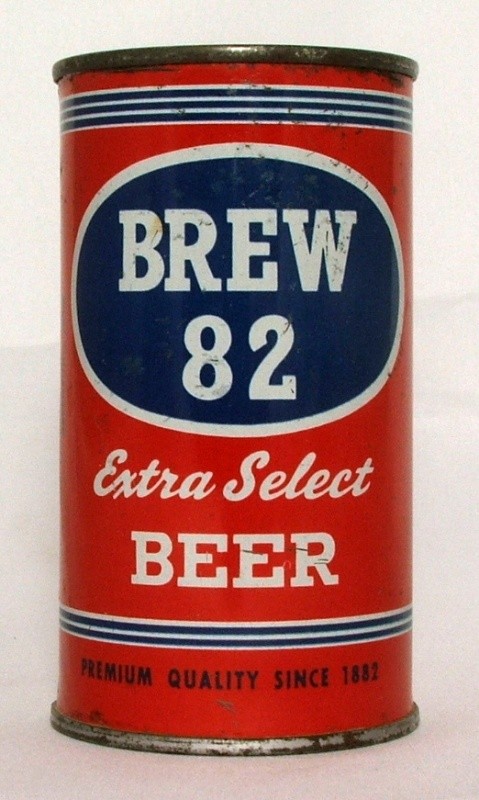 BREW
82
Extra Select
BEER
PREMIUM QUALITY SINCE 1882